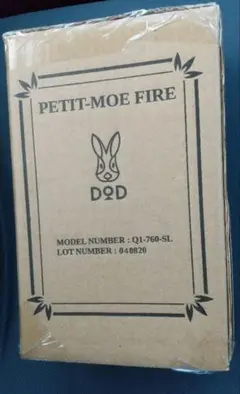 PETIT-MOE FIRE
DOD
MODEL NUMBER : Q1-760-SL
LOT NUMBER : 040820